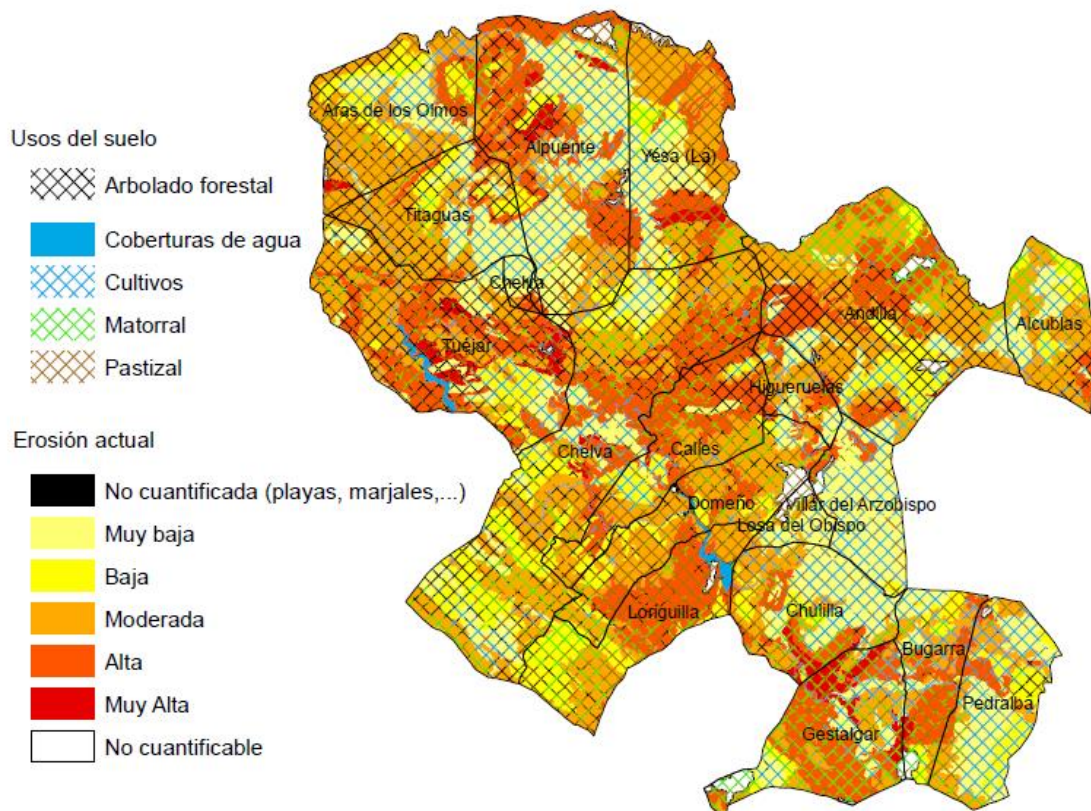 Usos del suelo
Arbolado forestal
Coberturas de agua
Cultivos
Matorral
Pastizal
Erosión actual
No cuantificada (playas, marjales,...)
Muy baja
Baja
Moderada
Alta
Muy Alta
No cuantificable
Aras de los Olmos
Alpuente
Yesa (La)
Titaguas
Chelva
Tuéjar
Andilla
Alcublas
Higueruelas
Chelva
Calles
Domeño
Villar del Arzobispo
Losa del Obispo
Loriguilla
Chulilla
Bugarra
Pedralba
Gestalgar